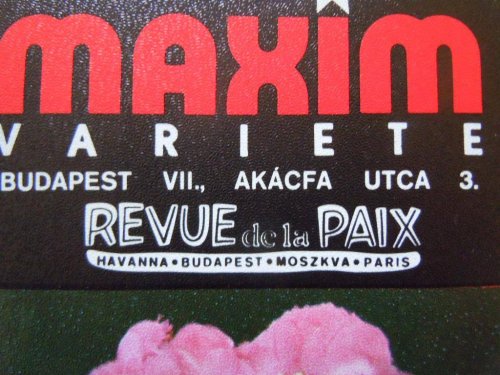 MAXIM
VARIETE
BUDAPEST VII., AKÁCFA UTCA 3.
REVUE de la PAIX
HAVANNA • BUDAPEST • MOSZKVA • PARIS